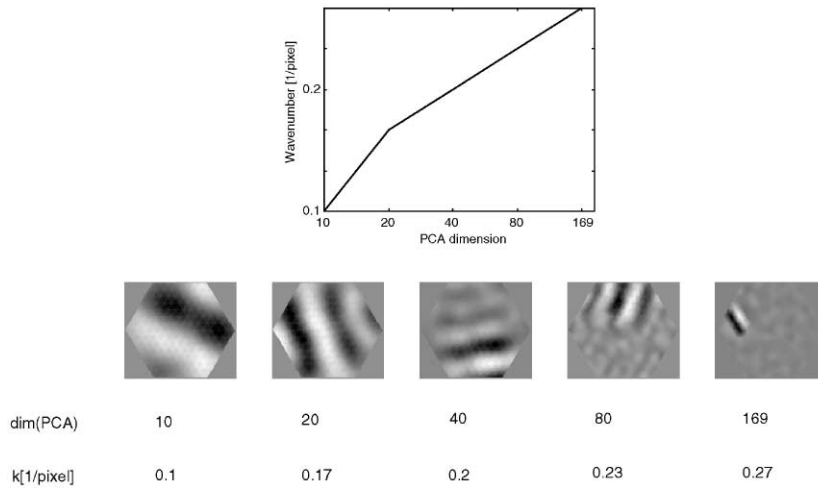 Wavenumber [1/pixel]
0.2
0.1
10 20 40 80 169
PCA dimension
dim(PCA) 10 20 40 80 169
k[1/pixel] 0.1 0.17 0.2 0.23 0.27